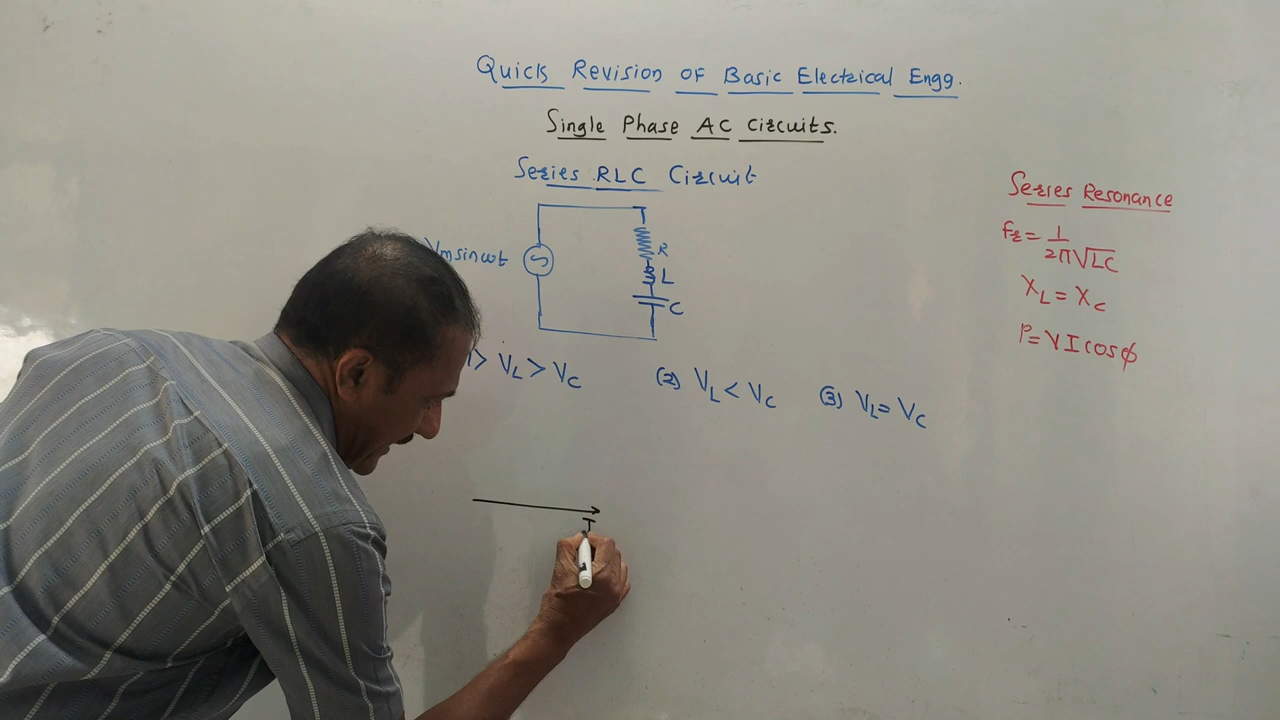 Quick Revision OF Basic Electrical Engg.
Single Phase AC Circuits.
Series RLC Circuit
Series Resonance
Vmsinωt
R
L
C
Fr = 1/2π√LC
XL = XC
P = VI cosφ
> VL > VC
(2) VL < VC
(3) VL = VC
I